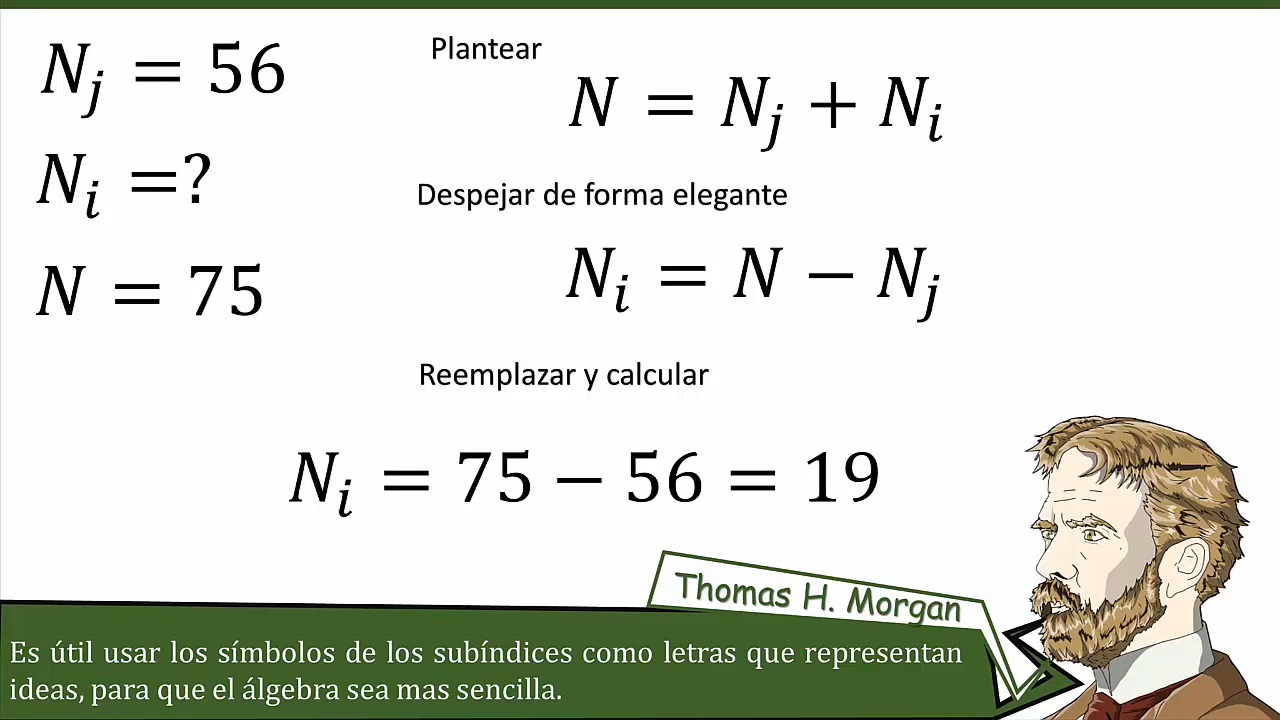 N_j = 56
N_i =?
N = 75
Plantear
N = N_j + N_i
Despejar de forma elegante
N_i = N − N_j
Reemplazar y calcular
N_i = 75 − 56 = 19
Thomas H. Morgan
Es útil usar los símbolos de los subíndices como letras que representan
ideas, para que el álgebra sea mas sencilla.